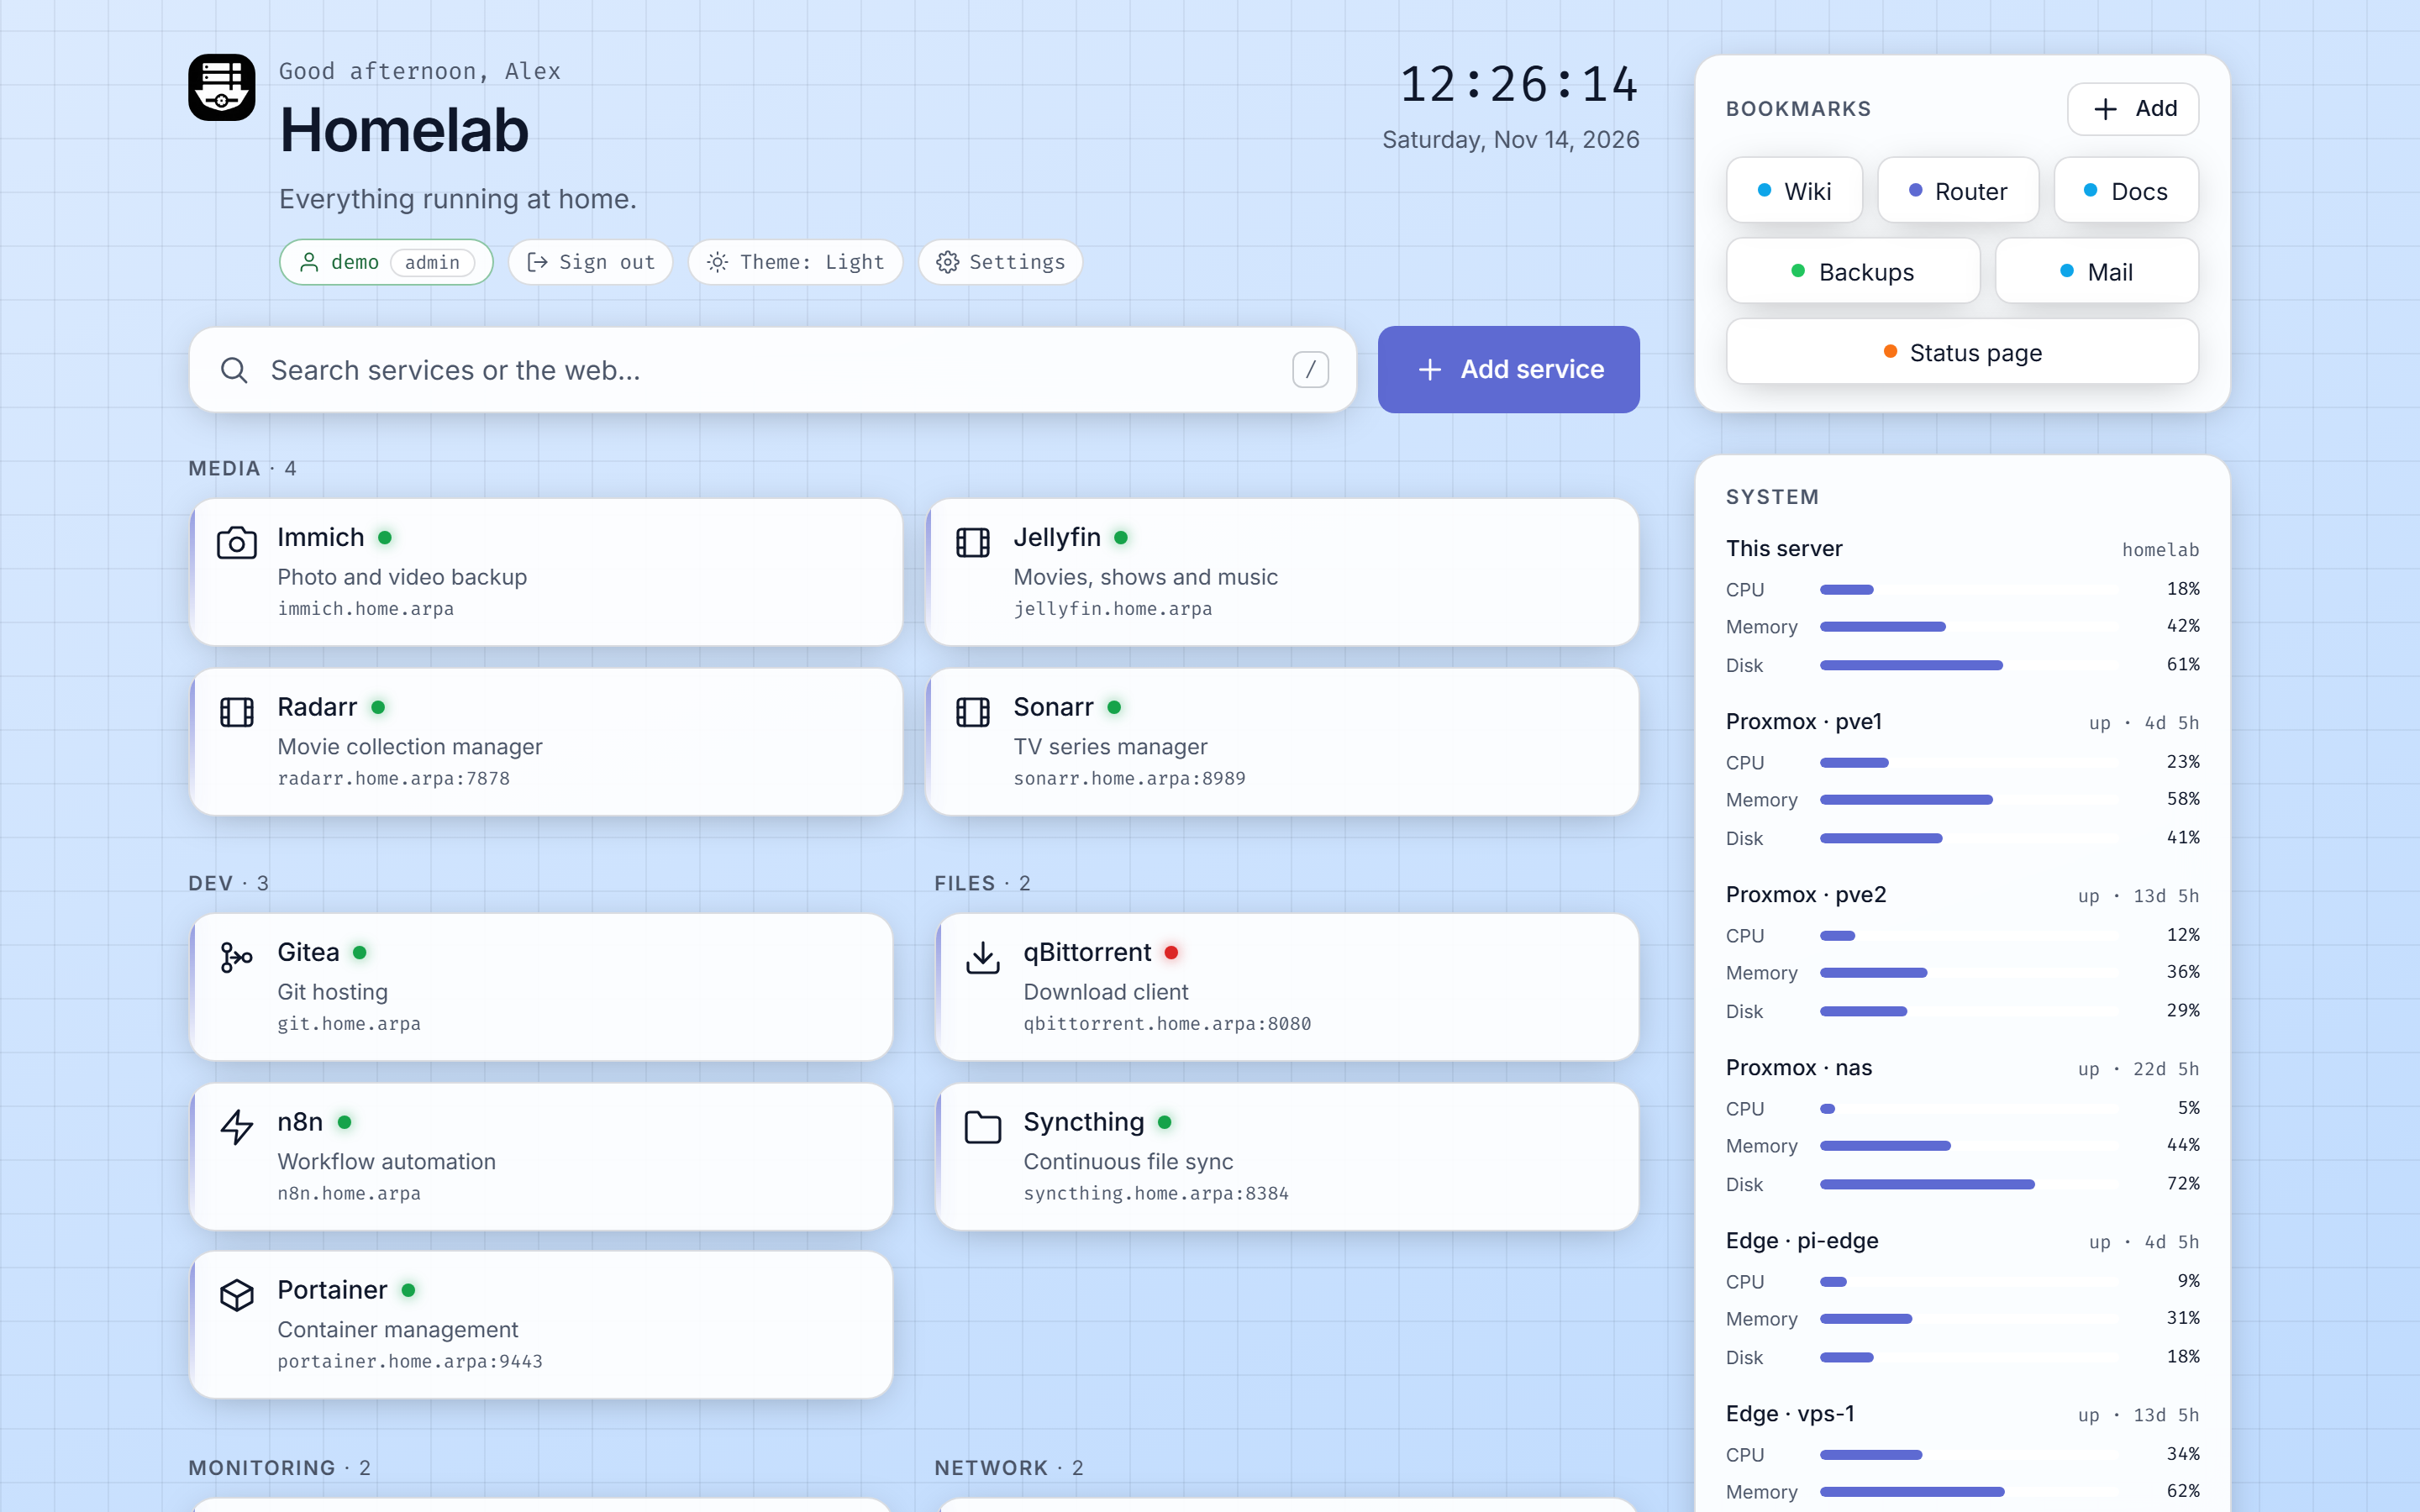 Good afternoon, Alex
Homelab
Everything running at home.
demo admin
Sign out
Theme: Light
Settings
12:26:14
Saturday, Nov 14, 2026
Search services or the web...
/
Add service
MEDIA · 4
Immich
Photo and video backup
immich.home.arpa
Jellyfin
Movies, shows and music
jellyfin.home.arpa
Radarr
Movie collection manager
radarr.home.arpa:7878
Sonarr
TV series manager
sonarr.home.arpa:8989
DEV · 3
Gitea
Git hosting
git.home.arpa
n8n
Workflow automation
n8n.home.arpa
Portainer
Container management
portainer.home.arpa:9443
FILES · 2
qBittorrent
Download client
qbittorrent.home.arpa:8080
Syncthing
Continuous file sync
syncthing.home.arpa:8384
MONITORING · 2
NETWORK · 2
BOOKMARKS
Add
Wiki
Router
Docs
Backups
Mail
Status page
SYSTEM
This server homelab
CPU 18%
Memory 42%
Disk 61%
Proxmox · pve1 up · 4d 5h
CPU 23%
Memory 58%
Disk 41%
Proxmox · pve2 up · 13d 5h
CPU 12%
Memory 36%
Disk 29%
Proxmox · nas up · 22d 5h
CPU 5%
Memory 44%
Disk 72%
Edge · pi-edge up · 4d 5h
CPU 9%
Memory 31%
Disk 18%
Edge · vps-1 up · 13d 5h
CPU 34%
Memory 62%